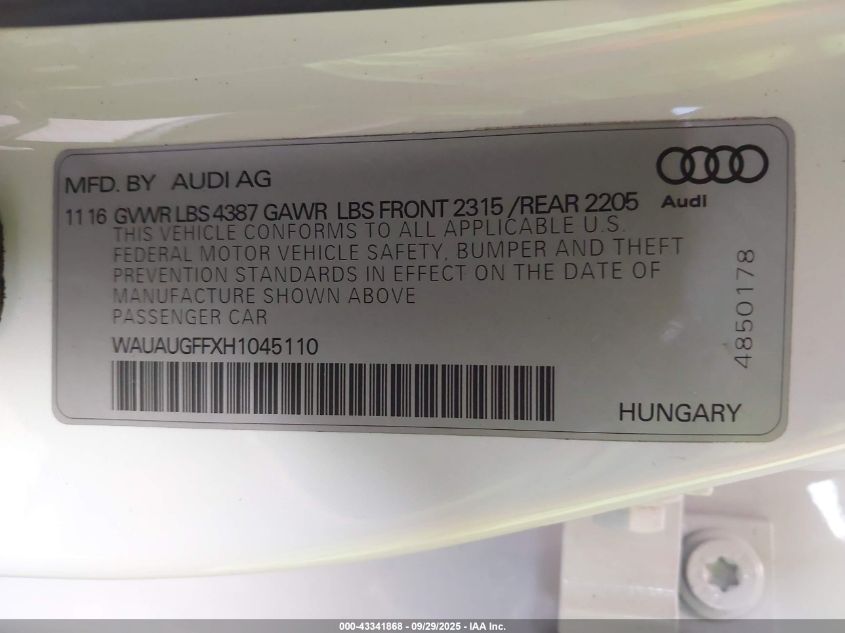 MFD. BY AUDI AG
Audi
11 16 GVWR LBS 4387 GAWR LBS FRONT 2315 /REAR 2205
THIS VEHICLE CONFORMS TO ALL APPLICABLE U.S.
FEDERAL MOTOR VEHICLE SAFETY, BUMPER AND THEFT
PREVENTION STANDARDS IN EFFECT ON THE DATE OF
MANUFACTURE SHOWN ABOVE
PASSENGER CAR
WAUAUGFFXH1045110
4850178
HUNGARY
000-43341868 - 09/29/2025 - IAA Inc.